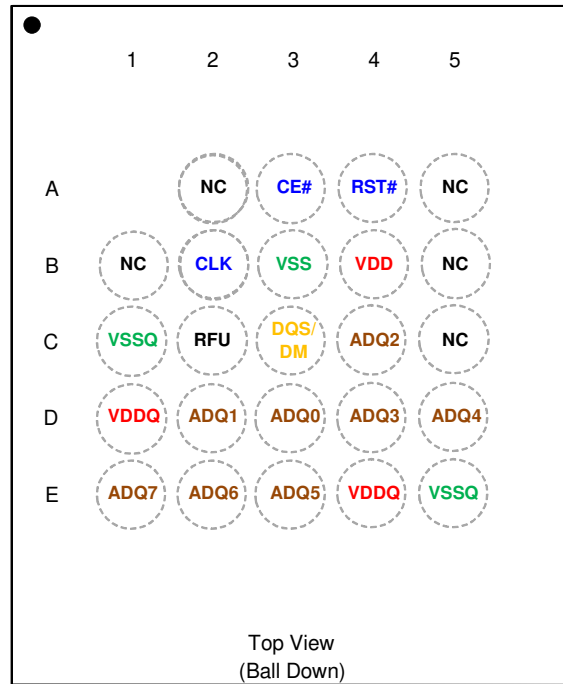 1 2 3 4 5
A NC CE# RST# NC
B NC CLK VSS VDD NC
C VSSQ RFU DQS/ DM ADQ2 NC
D VDDQ ADQ1 ADQ0 ADQ3 ADQ4
E ADQ7 ADQ6 ADQ5 VDDQ VSSQ
Top View
(Ball Down)